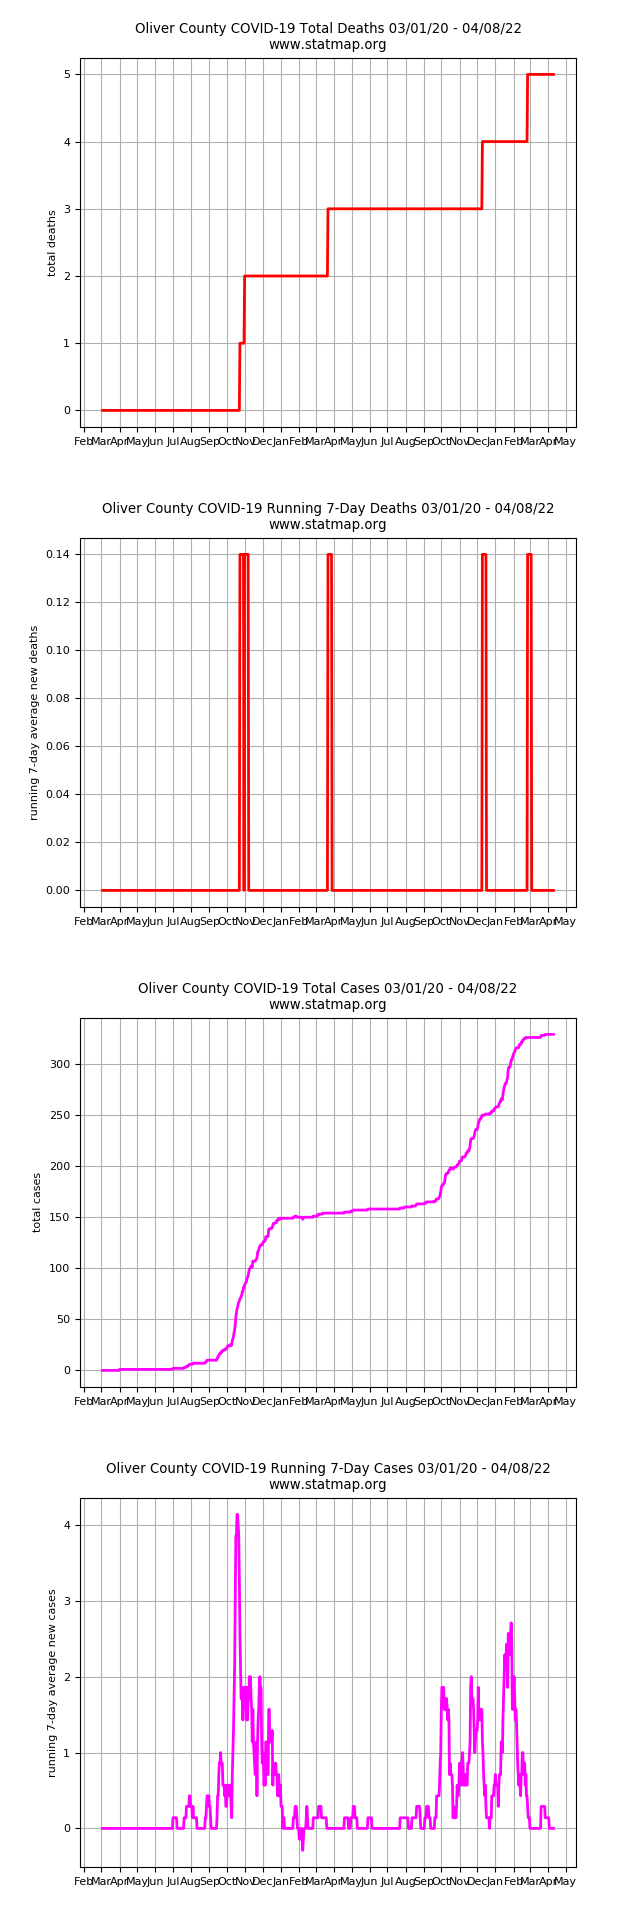 Oliver County COVID-19 Total Deaths 03/01/20 - 04/08/22
www.statmap.org
5
4
3
2
1
0
total deaths
Feb Mar Apr May Jun Jul Aug Sep Oct Nov Dec Jan Feb Mar Apr May Jun Jul Aug Sep Oct Nov Dec Jan Feb Mar Apr May
Oliver County COVID-19 Running 7-Day Deaths 03/01/20 - 04/08/22
www.statmap.org
0.14
0.12
0.10
0.08
0.06
0.04
0.02
0.00
running 7-day average new deaths
Feb Mar Apr May Jun Jul Aug Sep Oct Nov Dec Jan Feb Mar Apr May Jun Jul Aug Sep Oct Nov Dec Jan Feb Mar Apr May
Oliver County COVID-19 Total Cases 03/01/20 - 04/08/22
www.statmap.org
300
250
200
150
100
50
0
total cases
Feb Mar Apr May Jun Jul Aug Sep Oct Nov Dec Jan Feb Mar Apr May Jun Jul Aug Sep Oct Nov Dec Jan Feb Mar Apr May
Oliver County COVID-19 Running 7-Day Cases 03/01/20 - 04/08/22
www.statmap.org
4
3
2
1
0
running 7-day average new cases
Feb Mar Apr May Jun Jul Aug Sep Oct Nov Dec Jan Feb Mar Apr May Jun Jul Aug Sep Oct Nov Dec Jan Feb Mar Apr May